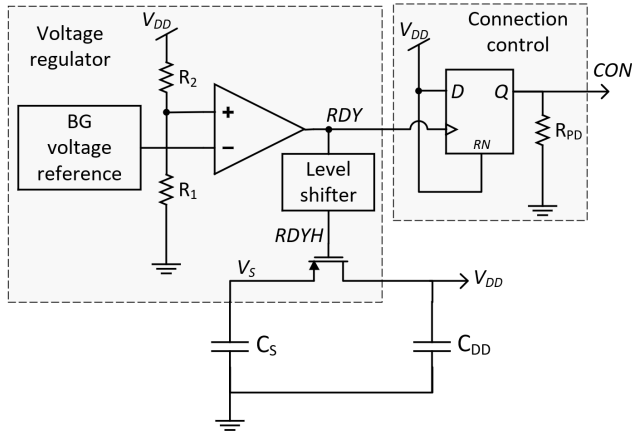 Voltage
regulator
V_DD
R_2
BG
voltage
reference
R_1
+
−
RDY
Level
shifter
RDYH
V_S
V_DD
C_S
C_DD
Connection
control
V_DD
D
Q
RN
CON
R_PD